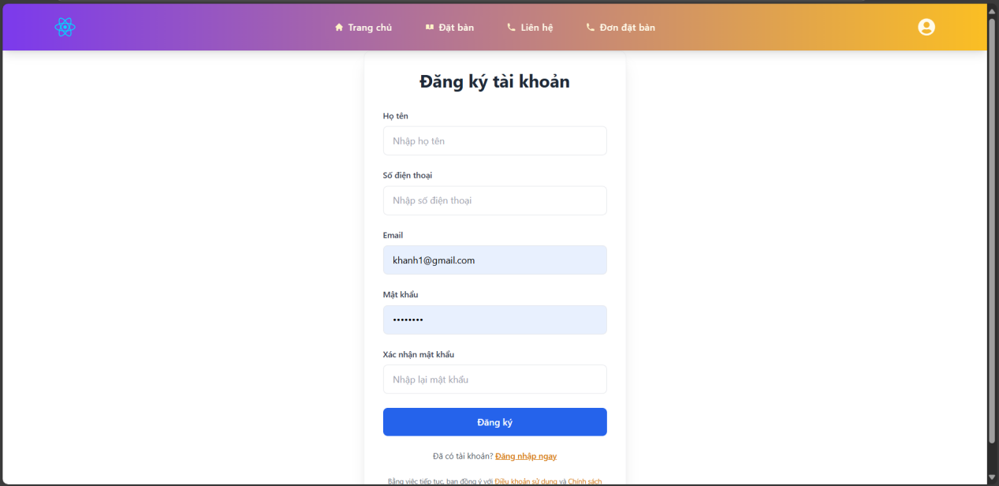 Trang chủ
Đặt bàn
Liên hệ
Đơn đặt bàn
Đăng ký tài khoản
Họ tên
Nhập họ tên
Số điện thoại
Nhập số điện thoại
Email
khanh1@gmail.com
Mật khẩu
••••••••
Xác nhận mật khẩu
Nhập lại mật khẩu
Đăng ký
Đã có tài khoản? Đăng nhập ngay
Bằng việc tiếp tục, bạn đồng ý với Điều khoản sử dụng và Chính sách